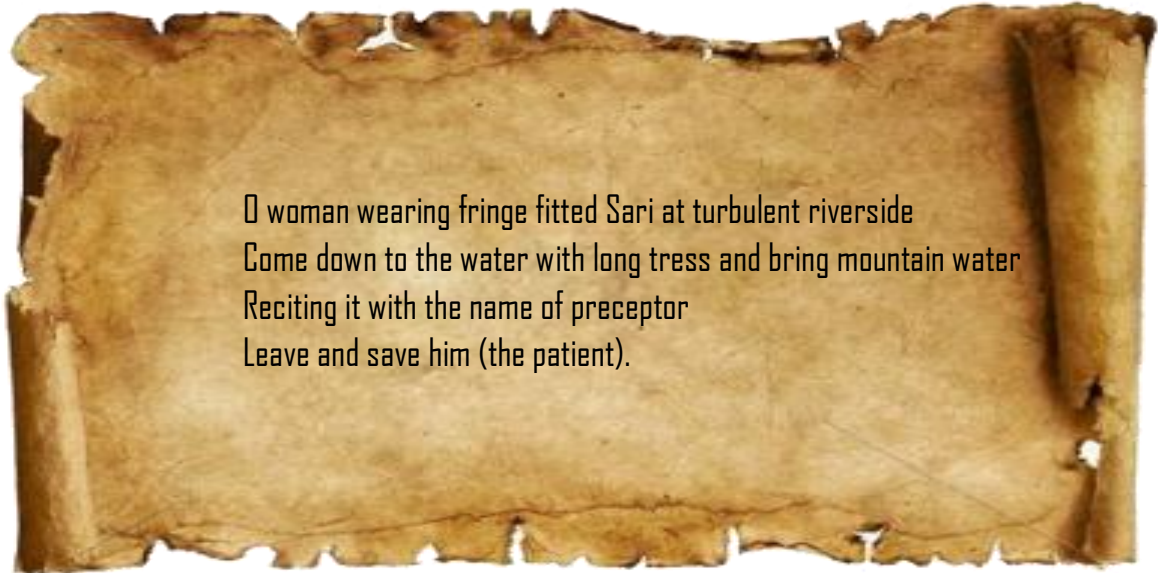 O woman wearing fringe fitted Sari at turbulent riverside
Come down to the water with long tress and bring mountain water
Reciting it with the name of preceptor
Leave and save him (the patient).